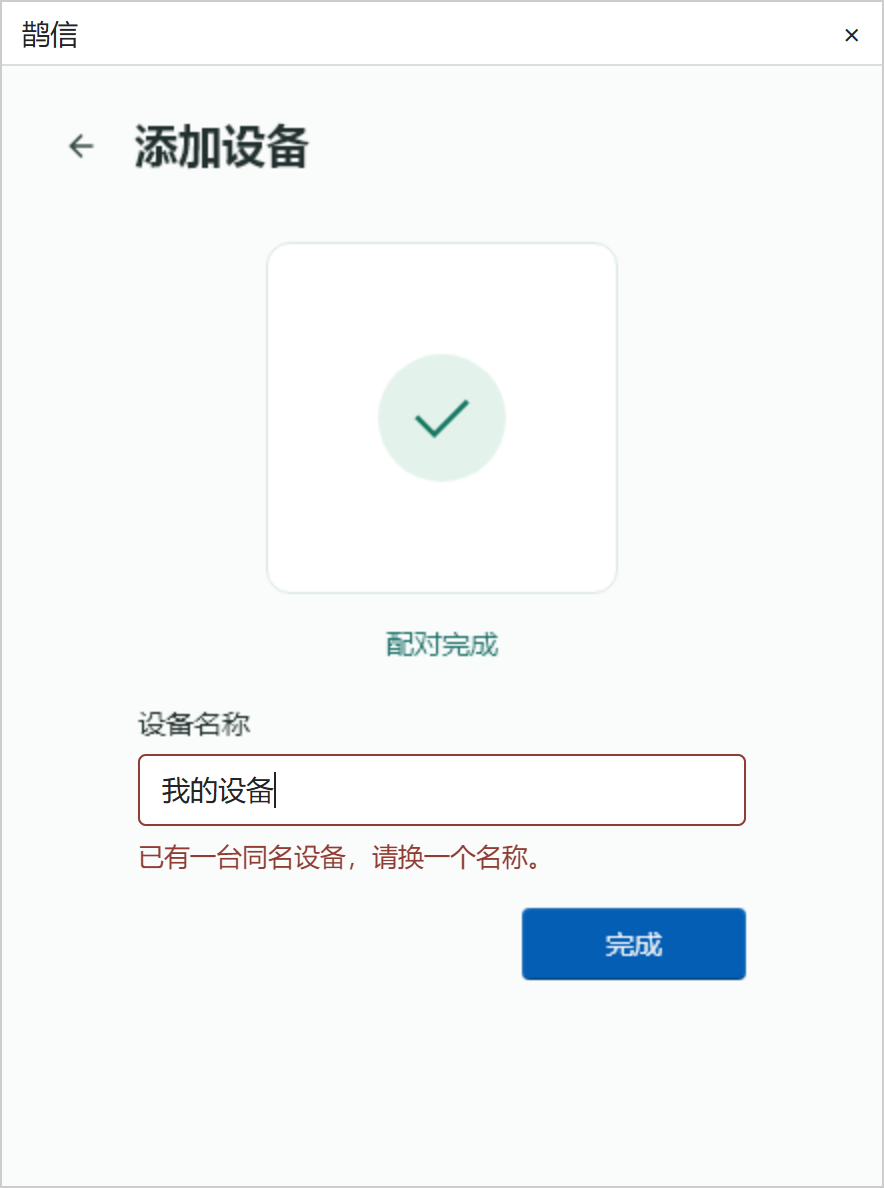 鹊信
添加设备
配对完成
设备名称
我的设备
已有一台同名设备，请换一个名称。
完成